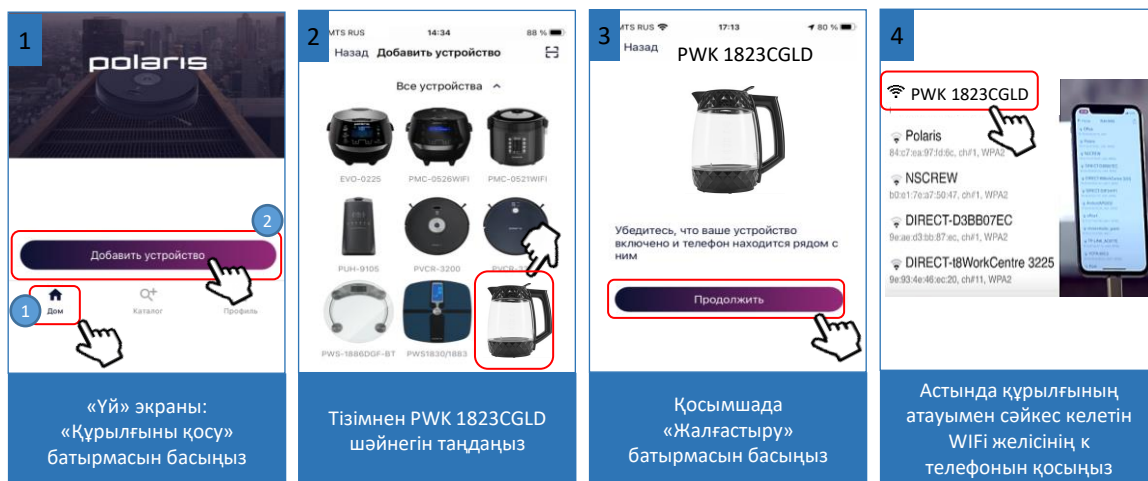 1
polaris
2
Добавить устройство
1
Дом
Каталог
Профиль
«Үй» экраны:
«Құрылғыны қосу»
батырмасын басыңыз
2
MTS RUS 14:34 88 %
Назад Добавить устройство
Все устройства
EVO-0225 PMC-0526WIFI PMC-0521WIFI
PUH-9105 PVCR-3200
PWS-1886DGF-BT PWS1830/1883
Тізімнен PWK 1823CGLD
шәйнегін таңдаңыз
3
MTS RUS 17:13 80 %
Назад
PWK 1823CGLD
Убедитесь, что ваше устройство
включено и телефон находится рядом с
ним
Продолжить
Қосымшада
«Жалғастыру»
батырмасын басыңыз
4
PWK 1823CGLD
Polaris
84:c7:ea:97:fd:6c, ch#1, WPA2
NSCREW
b0:e1:7e:a7:50:47, ch#1, WPA2
DIRECT-D3BB07EC
9e:ae:d3:bb:87:ec, ch#1, WPA2
DIRECT-t8WorkCentre 3225
9e:93:4e:46:ec:20, ch#11, WPA2
Астында құрылғының
атауымен сәйкес келетін
WIFi желісінің к
телефонын қосыңыз